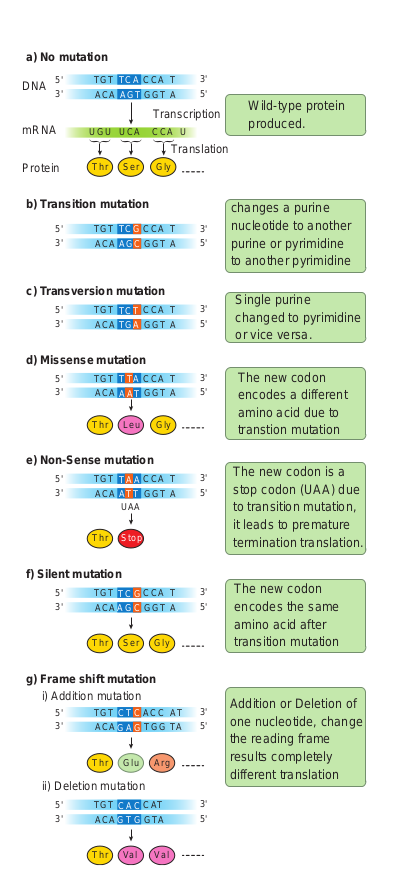 a) No mutation
DNA 5' TGT TCA CCA T 3'
3' ACA AGT GGT A 5'
Transcription
Wild-type protein
produced.
mRNA UGU UCA CCA U
Translation
Protein Thr Ser Gly -----
b) Transition mutation
5' TGT TCG CCA T 3'
3' ACA AGC GGT A 5'
changes a purine
nucleotide to another
purine or pyrimidine
to another pyrimidine
c) Transversion mutation
5' TGT TCT CCA T 3'
3' ACA TGA GGT A 5'
Single purine
changed to pyrimidine
or vice versa.
d) Missense mutation
5' TGT TTA CCA T 3'
3' ACA AAT GGT A 5'
Thr Leu Gly -----
The new codon
encodes a different
amino acid due to
transtion mutation
e) Non-Sense mutation
5' TGT TAA CCA T 3'
3' ACA ATT GGT A 5'
UAA
Thr Stop
The new codon is a
stop codon (UAA) due
to transition mutation,
it leads to premature
termination translation.
f) Silent mutation
5' TGT TCG CCA T 3'
3' ACA AGC GGT A 5'
Thr Ser Gly -----
The new codon
encodes the same
amino acid after
transition mutation
g) Frame shift mutation
i) Addition mutation
5' TGT CTC ACC AT 3'
3' ACA GAG TGG TA 5'
Thr Glu Arg -----
Addition or Deletion of
one nucleotide, change
the reading frame
results completely
different translation
ii) Deletion mutation
5' TGT CAC CAT 3'
3' ACA GTG GTA 5'
Thr Val Val -----